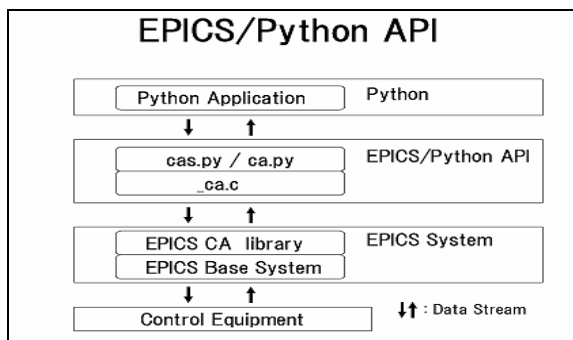 EPICS/Python API
Python Application
Python
cas.py / ca.py
EPICS/Python API
_ca.c
EPICS CA library
EPICS System
EPICS Base System
Control Equipment
↓↑ : Data Stream